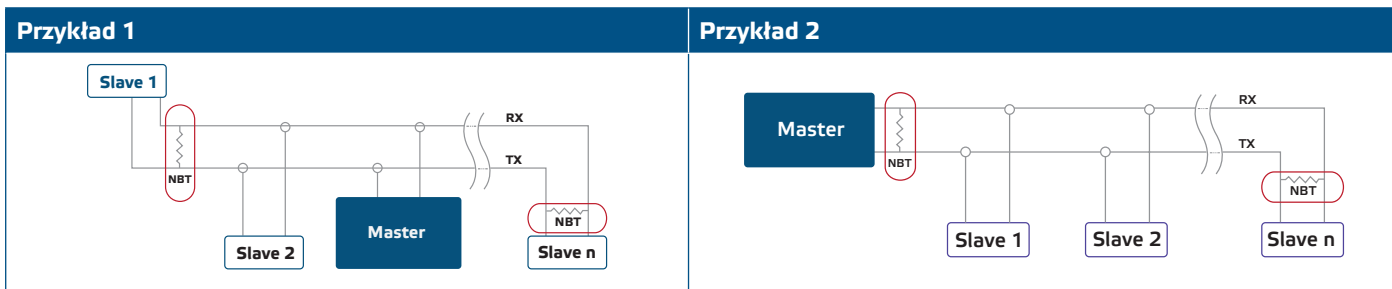 Przykład 1
Slave 1
RX
TX
NBT
NBT
Slave 2
Master
Slave n
Przykład 2
Master
RX
TX
NBT
NBT
Slave 1
Slave 2
Slave n